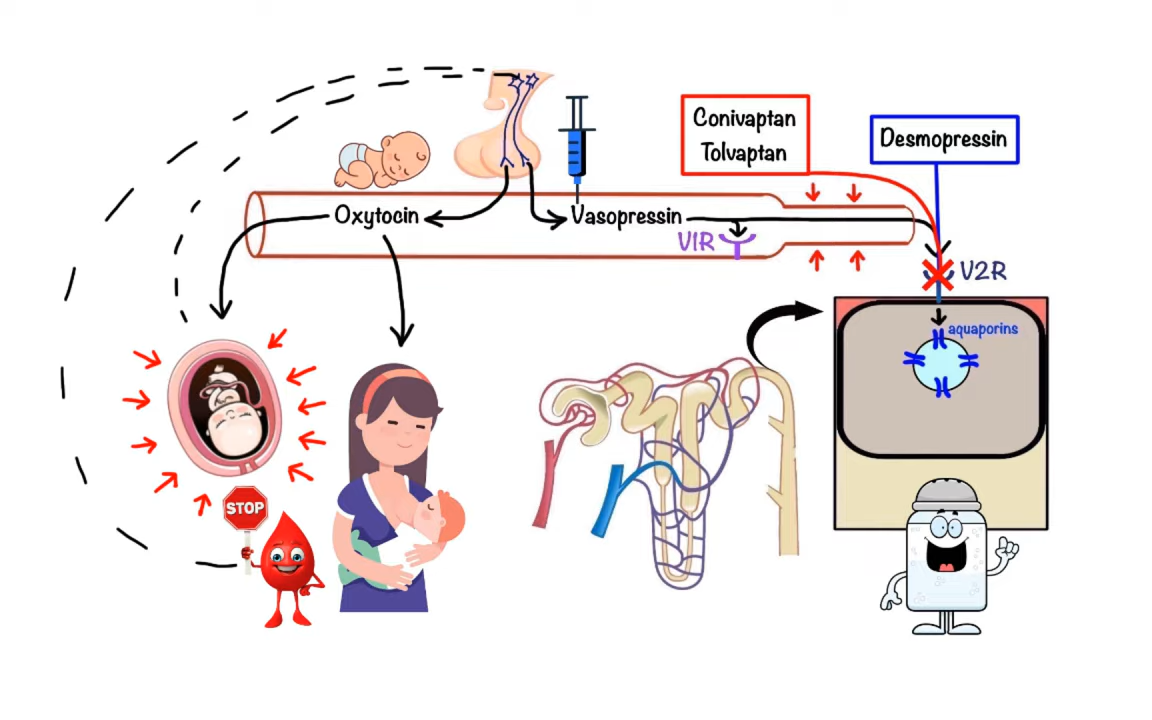 Conivaptan
Tolvaptan
Desmopressin
Oxytocin
Vasopressin
V1R
V2R
aquaporins
STOP